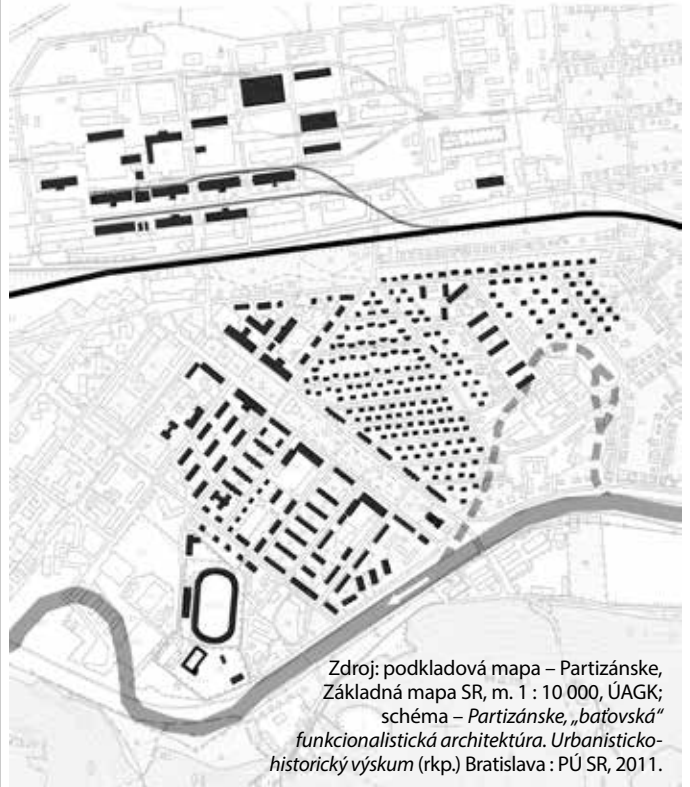 Zdroj: podkladová mapa – Partizánske,
Základná mapa SR, m. 1 : 10 000, ÚAGK;
schéma – Partizánske, „baťovská“
funkcionalistická architektúra. Urbanisticko-
historický výskum (rkp.) Bratislava : PÚ SR, 2011.